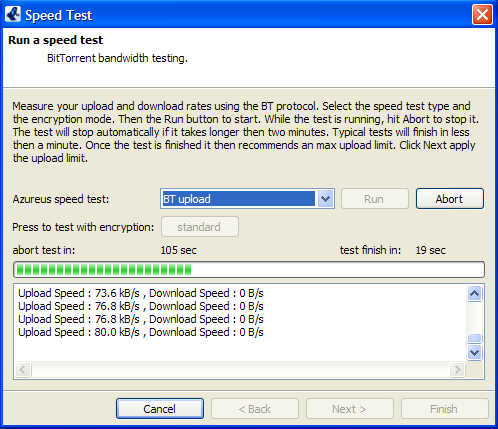 Speed Test
Run a speed test
BitTorrent bandwidth testing.
Measure your upload and download rates using the BT protocol. Select the speed test type and
the encryption mode. Then the Run button to start. While the test is running, hit Abort to stop it.
The test will stop automatically if it takes longer then two minutes. Typical tests will finish in less
then a minute. Once the test is finished it then recommends an max upload limit. Click Next apply
the upload limit.
Azureus speed test: BT upload Run Abort
Press to test with encryption: standard
abort test in: 105 sec test finish in: 19 sec
Upload Speed : 73.6 kB/s , Download Speed : 0 B/s
Upload Speed : 76.8 kB/s , Download Speed : 0 B/s
Upload Speed : 76.8 kB/s , Download Speed : 0 B/s
Upload Speed : 80.0 kB/s , Download Speed : 0 B/s
Cancel < Back Next > Finish